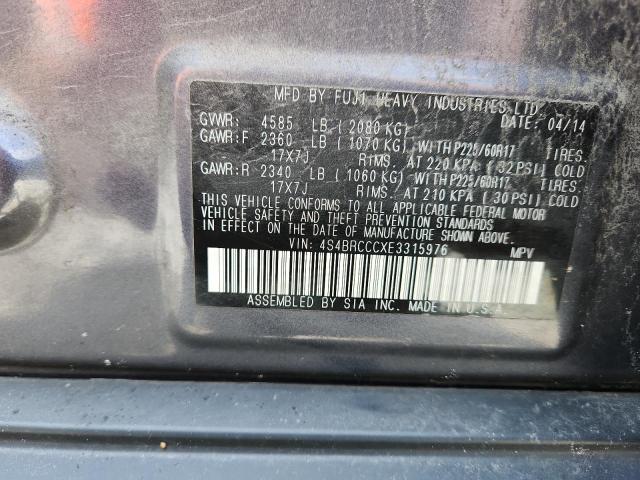 MFD BY FUJI HEAVY INDUSTRIES LTD.
DATE: 04/14
GVWR: 4585 LB ( 2080 KG)
GAWR:F 2360 LB ( 1070 KG) WITH P225/60R17 TIRES.
17X7J RIMS. AT 220 KPA ( 32 PSI) COLD
GAWR:R 2340 LB ( 1060 KG) WITH P225/60R17 TIRES.
17X7J RIMS. AT 210 KPA ( 30 PSI) COLD
THIS VEHICLE CONFORMS TO ALL APPLICABLE FEDERAL MOTOR
VEHICLE SAFETY AND THEFT PREVENTION STANDARDS
IN EFFECT ON THE DATE OF MANUFACTURE SHOWN ABOVE.
VIN: 4S4BRCCCXE3315976 MPV
ASSEMBLED BY SIA INC. MADE IN U.S.A.